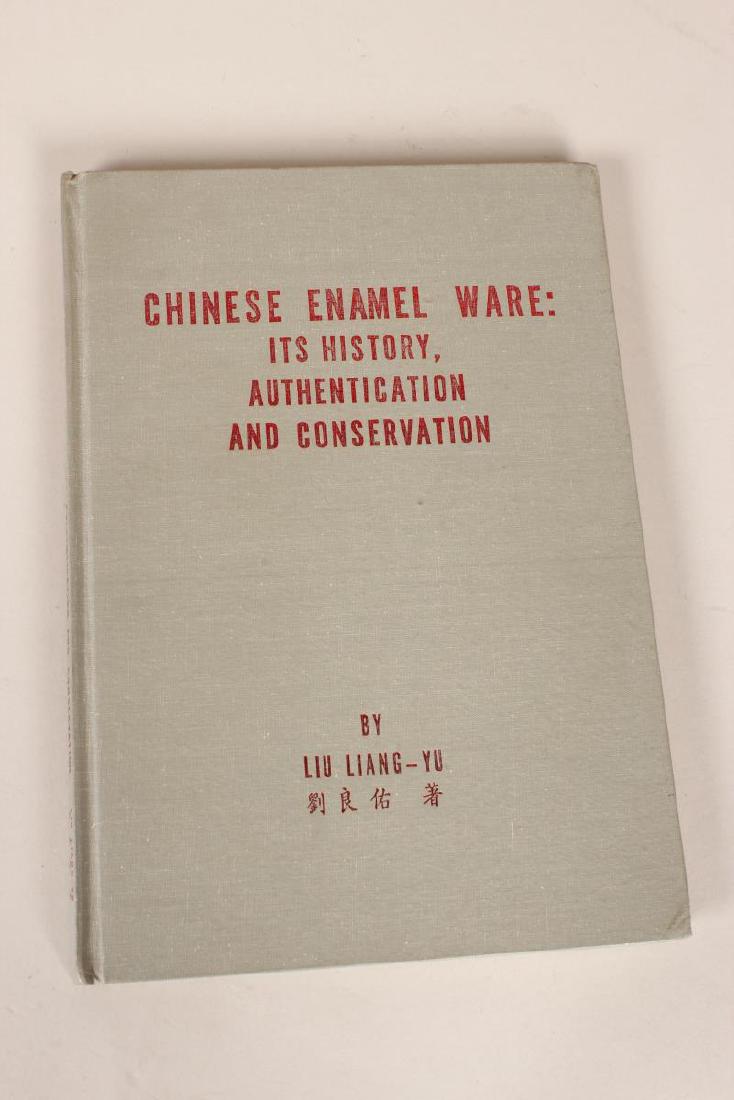 CHINESE ENAMEL WARE:
ITS HISTORY,
AUTHENTICATION
AND CONSERVATION
BY
LIU LIANG-YU
劉良佑 著